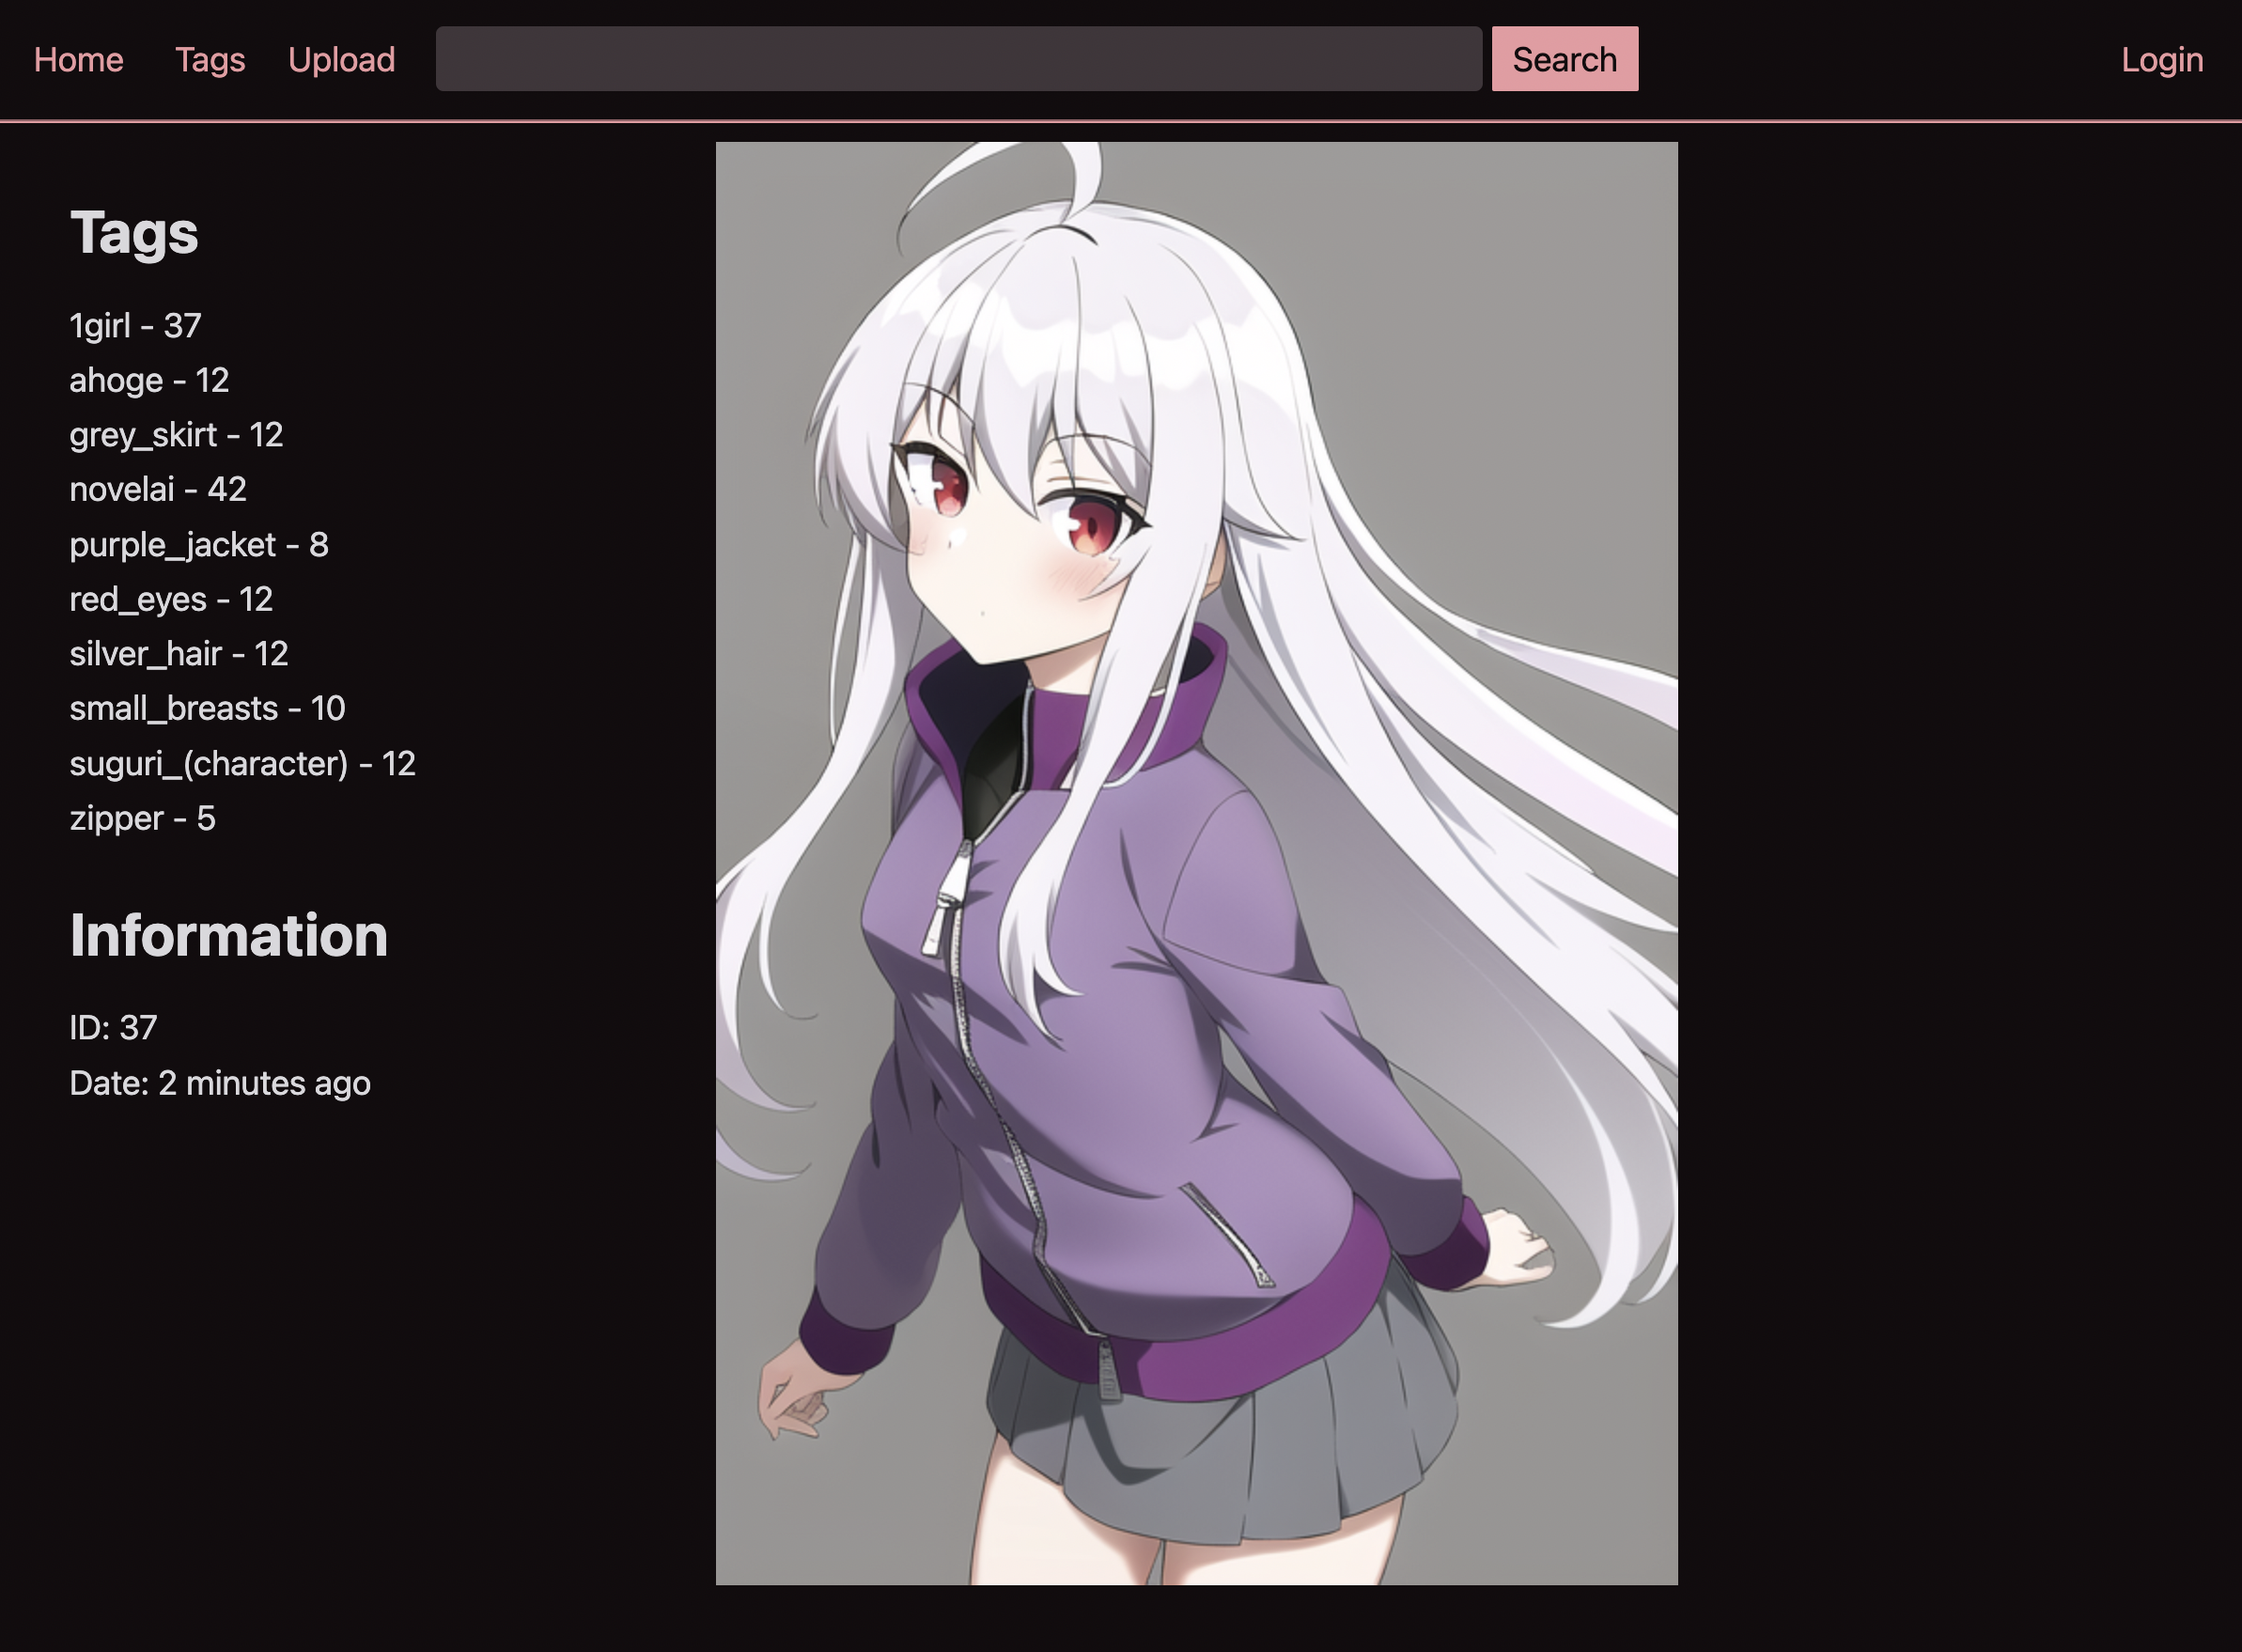 Home Tags Upload Search Login
Tags
1girl - 37
ahoge - 12
grey_skirt - 12
novelai - 42
purple_jacket - 8
red_eyes - 12
silver_hair - 12
small_breasts - 10
suguri_(character) - 12
zipper - 5
Information
ID: 37
Date: 2 minutes ago